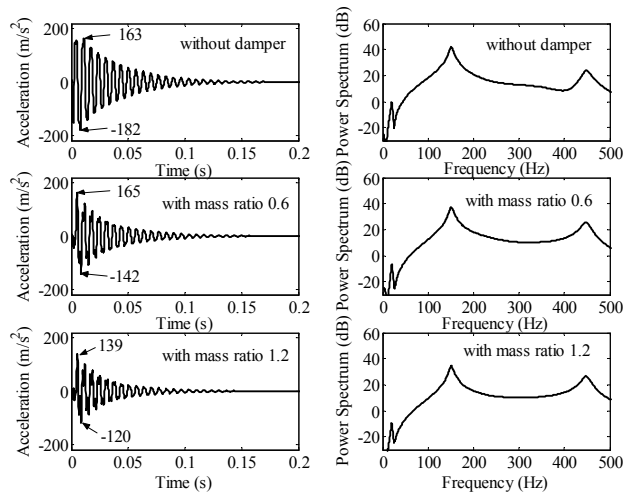 Acceleration (m/s²)
200
0
-200
163
-182
without damper
0 0.05 0.1 0.15 0.2
Time (s)
Power Spectrum (dB)
60
40
20
0
-20
without damper
0 100 200 300 400 500
Frequency (Hz)
Acceleration (m/s²)
200
0
-200
165
-142
with mass ratio 0.6
0 0.05 0.1 0.15 0.2
Time (s)
Power Spectrum (dB)
60
40
20
0
-20
with mass ratio 0.6
0 100 200 300 400 500
Frequency (Hz)
Acceleration (m/s²)
200
0
-200
139
-120
with mass ratio 1.2
0 0.05 0.1 0.15 0.2
Time (s)
Power Spectrum (dB)
60
40
20
0
-20
with mass ratio 1.2
0 100 200 300 400 500
Frequency (Hz)